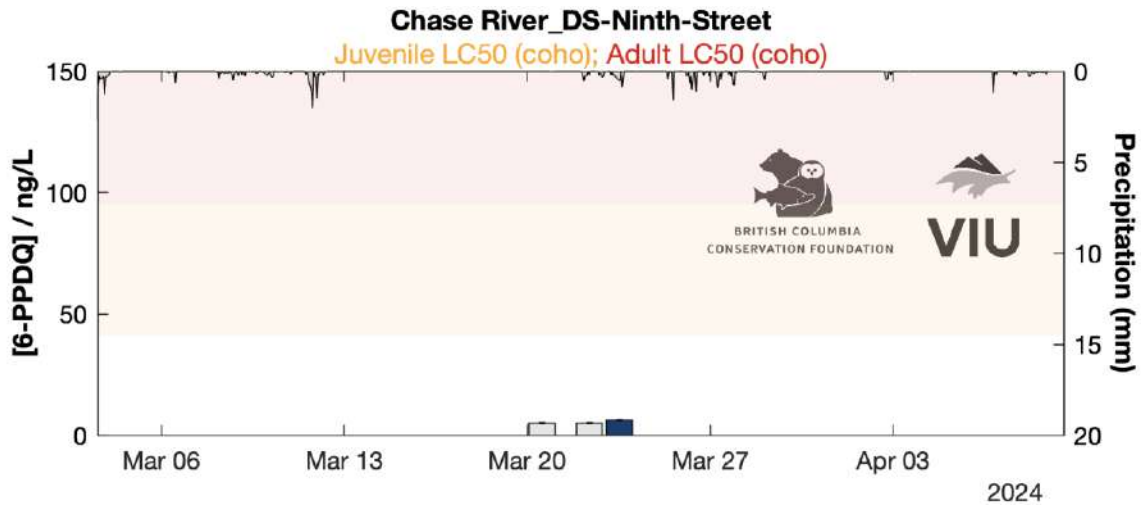 Chase River_DS-Ninth-Street
Juvenile LC50 (coho); Adult LC50 (coho)
150
100
50
0
[6-PPDQ] / ng/L
0
5
10
15
20
Precipitation (mm)
BRITISH COLUMBIA
CONSERVATION FOUNDATION
VIU
Mar 06
Mar 13
Mar 20
Mar 27
Apr 03
2024